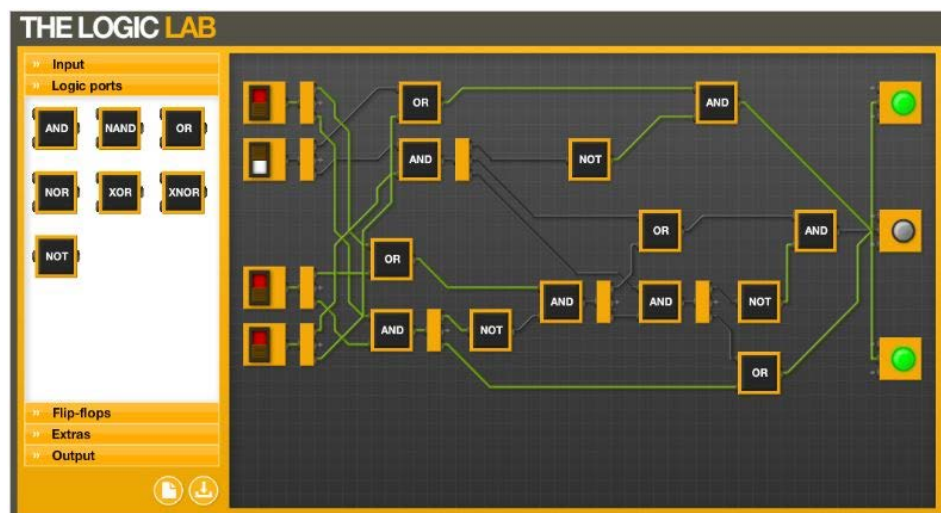 THE LOGIC LAB
Input
Logic ports
AND NAND OR
NOR XOR XNOR
NOT
Flip-flops
Extras
Output
OR
AND
AND
NOT
OR
AND
OR
AND
AND
NOT
AND
NOT
OR